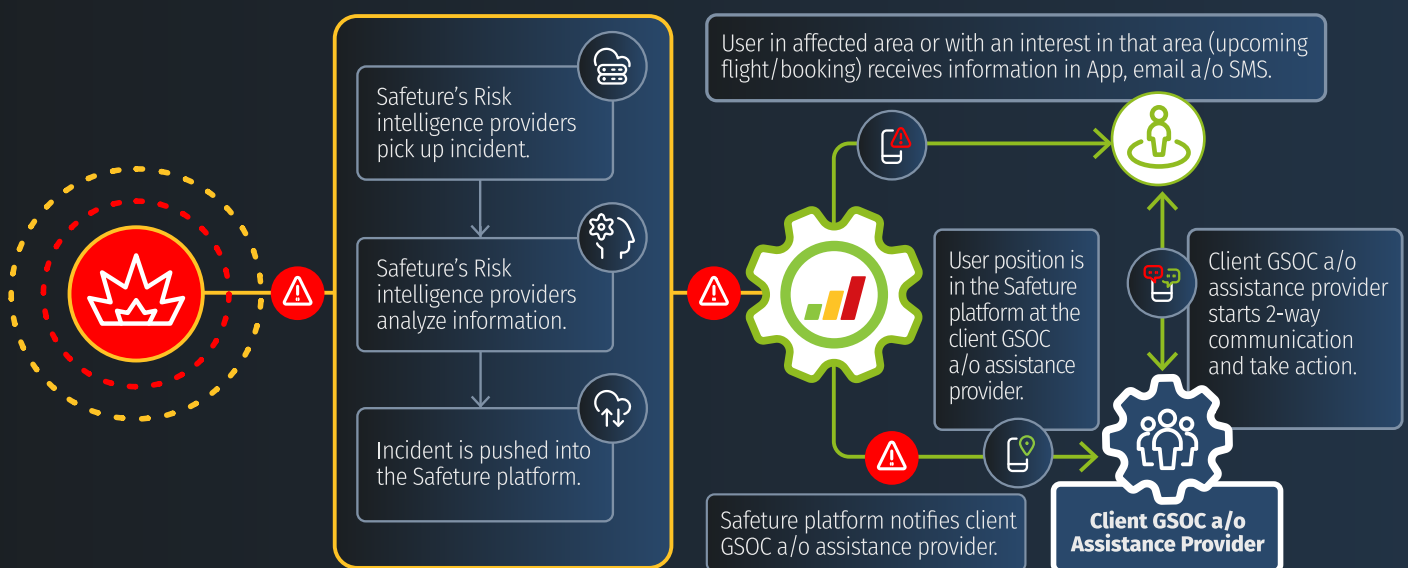 Safeture's Risk
intelligence providers
pick up incident.
Safeture's Risk
intelligence providers
analyze information.
Incident is pushed into
the Safeture platform.
User in affected area or with an interest in that area (upcoming
flight/booking) receives information in App, email a/o SMS.
User position is
in the Safeture
platform at the
client GSOC
a/o assistance
provider.
Client GSOC a/o
assistance provider
starts 2-way
communication
and take action.
Safeture platform notifies client
GSOC a/o assistance provider.
Client GSOC a/o
Assistance Provider